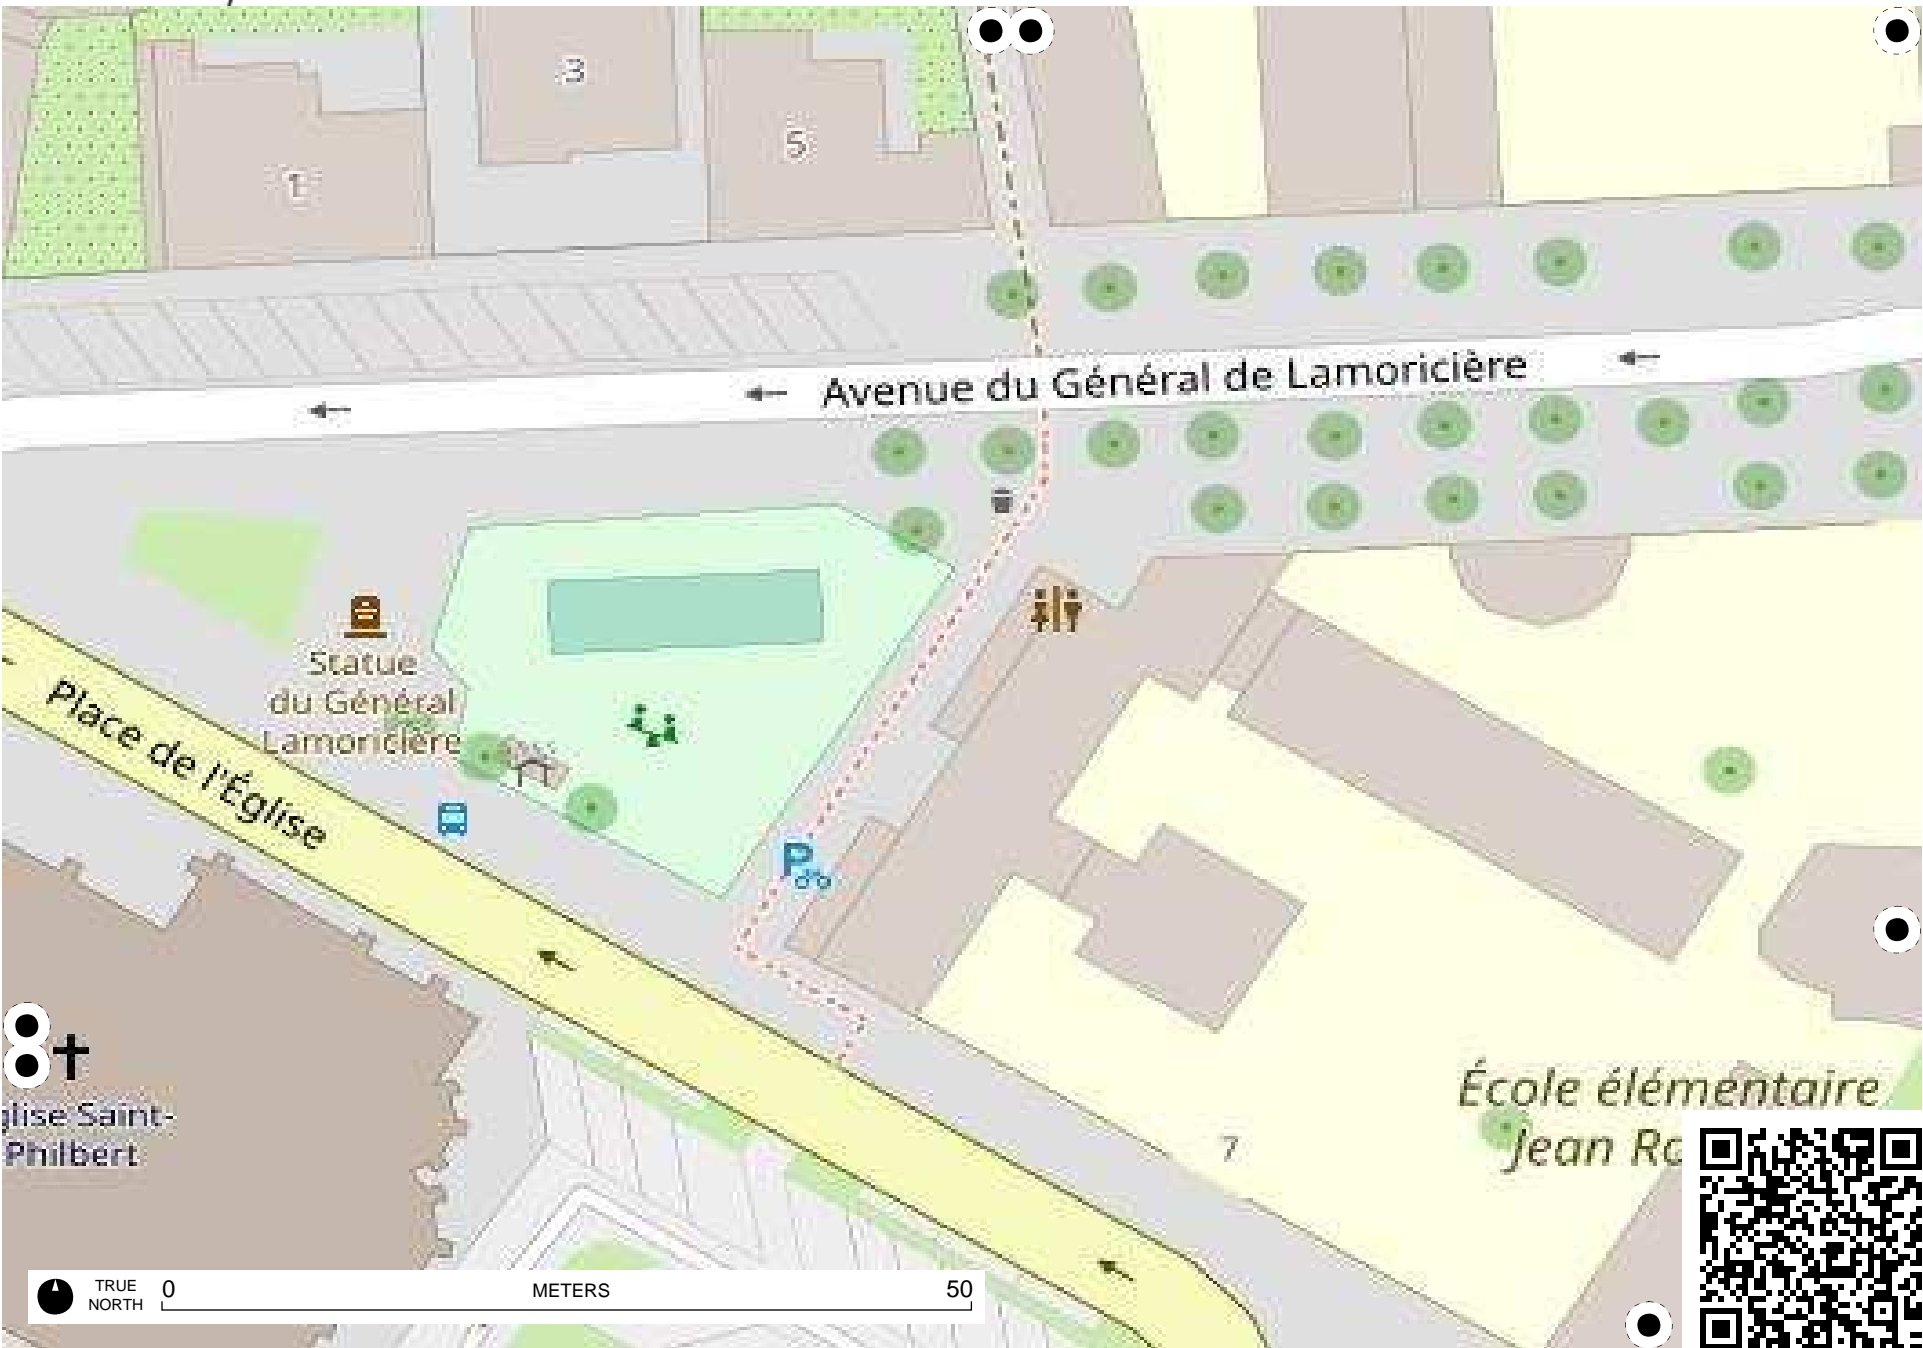 3
5
1
Avenue du Général de Lamoricière
Statue
du Général
Lamoricière
Place de l'Église
P
glise Saint-
Philbert
École élémentaire
Jean Ro
7
TRUE
NORTH
0
METERS
50